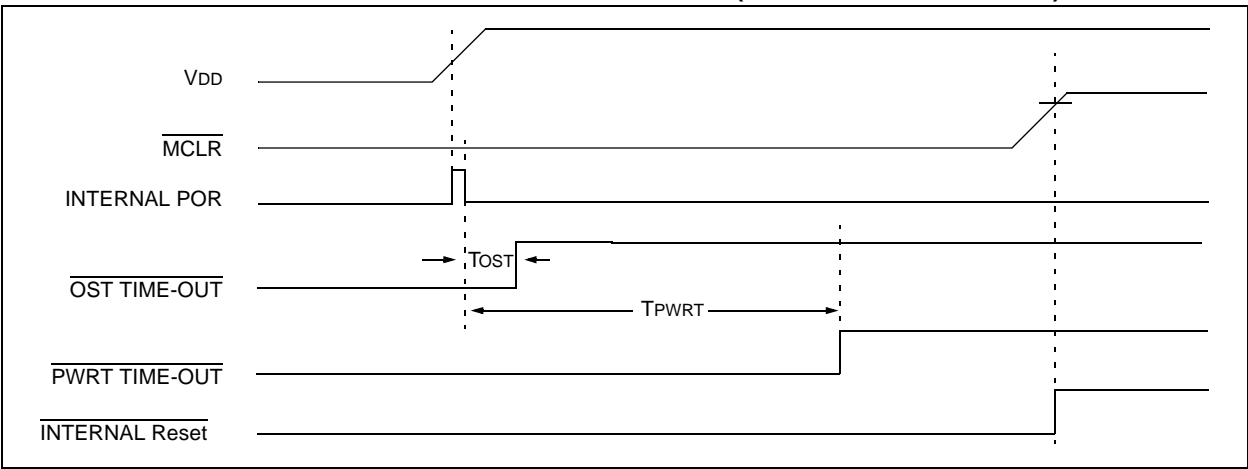 VDD
MCLR
INTERNAL POR
TOST
OST TIME-OUT
TPWRT
PWRT TIME-OUT
INTERNAL Reset